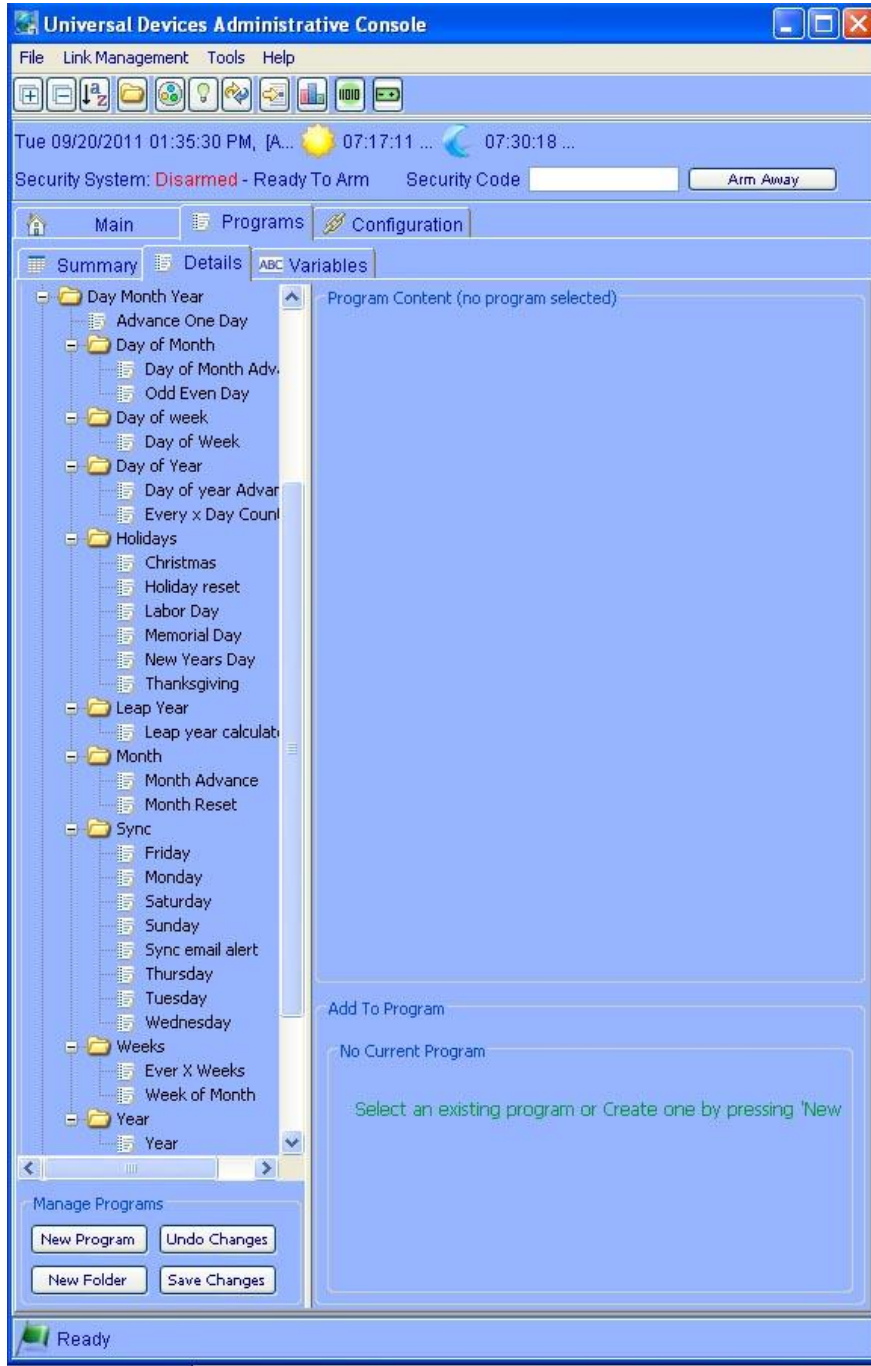 Universal Devices Administrative Console
File Link Management Tools Help
Tue 09/20/2011 01:35:30 PM, [A... 07:17:11 ... 07:30:18 ...
Security System: Disarmed - Ready To Arm Security Code Arm Away
Main Programs Configuration
Summary Details ABC Variables
Day Month Year
Program Content (no program selected)
Advance One Day
Day of Month
Day of Month Adv
Odd Even Day
Day of week
Day of Week
Day of Year
Day of year Advan
Every x Day Count
Holidays
Christmas
Holiday reset
Labor Day
Memorial Day
New Years Day
Thanksgiving
Leap Year
Leap year calculat
Month
Month Advance
Month Reset
Sync
Friday
Monday
Saturday
Sunday
Sync email alert
Thursday
Tuesday
Wednesday
Weeks
Ever X Weeks
Week of Month
Year
Year
Add To Program
No Current Program
Select an existing program or Create one by pressing 'New
Manage Programs
New Program Undo Changes
New Folder Save Changes
Ready